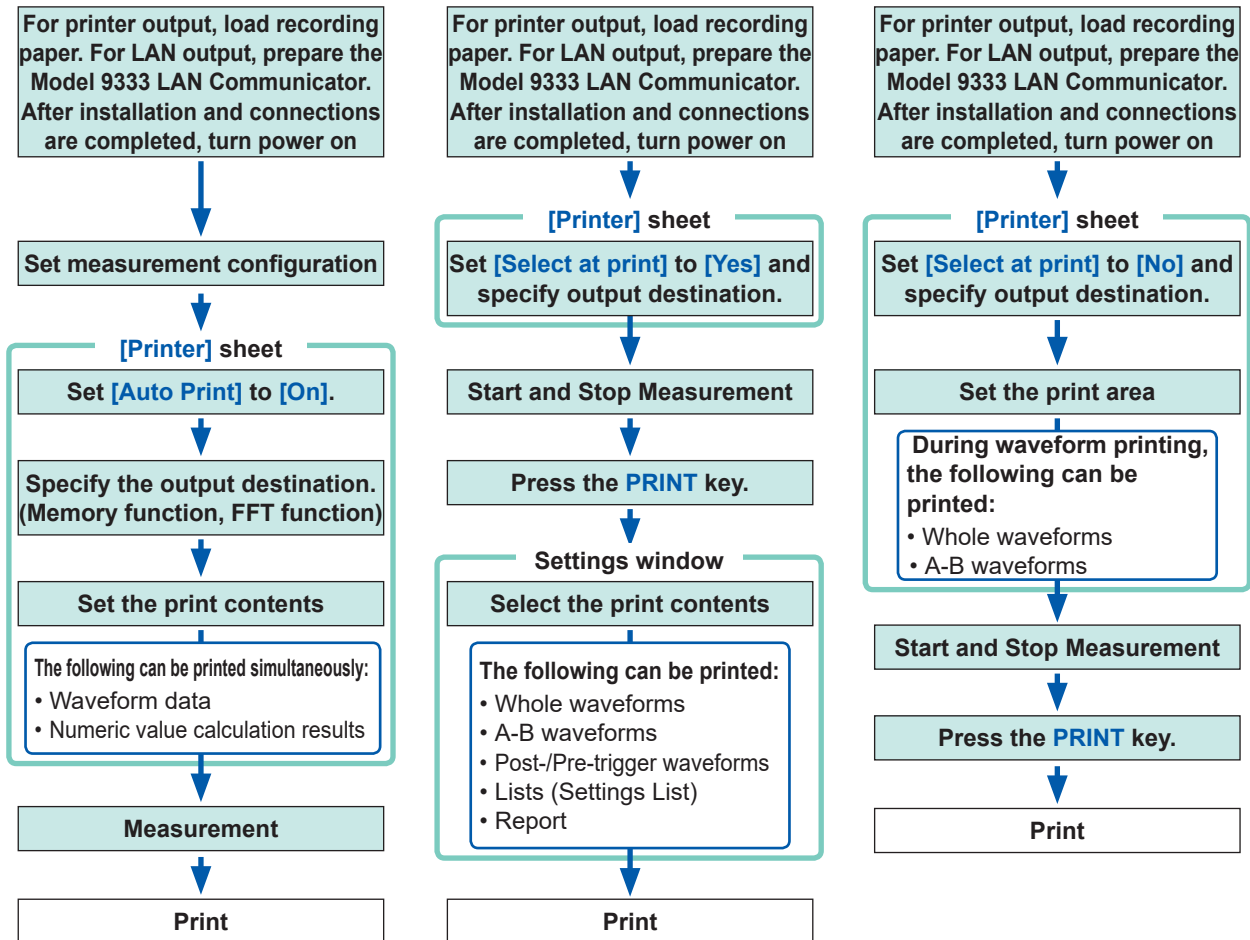 For printer output, load recording
paper. For LAN output, prepare the
Model 9333 LAN Communicator.
After installation and connections
are completed, turn power on
Set measurement configuration
[Printer] sheet
Set [Auto Print] to [On].
Specify the output destination.
(Memory function, FFT function)
Set the print contents
The following can be printed simultaneously:
• Waveform data
• Numeric value calculation results
Measurement
Print
For printer output, load recording
paper. For LAN output, prepare the
Model 9333 LAN Communicator.
After installation and connections
are completed, turn power on
[Printer] sheet
Set [Select at print] to [Yes] and
specify output destination.
Start and Stop Measurement
Press the PRINT key.
Settings window
Select the print contents
The following can be printed:
• Whole waveforms
• A-B waveforms
• Post-/Pre-trigger waveforms
• Lists (Settings List)
• Report
Print
For printer output, load recording
paper. For LAN output, prepare the
Model 9333 LAN Communicator.
After installation and connections
are completed, turn power on
[Printer] sheet
Set [Select at print] to [No] and
specify output destination.
Set the print area
During waveform printing,
the following can be
printed:
• Whole waveforms
• A-B waveforms
Start and Stop Measurement
Press the PRINT key.
Print